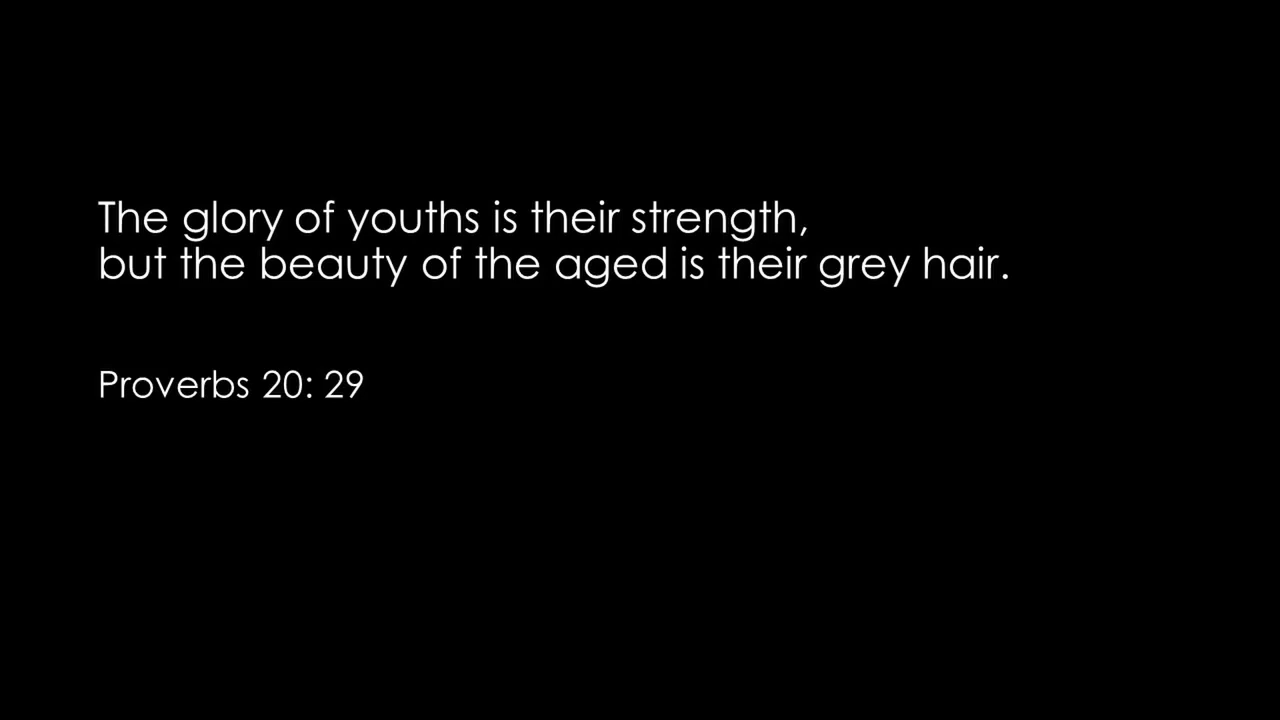 The glory of youths is their strength,
but the beauty of the aged is their grey hair.
Proverbs 20: 29